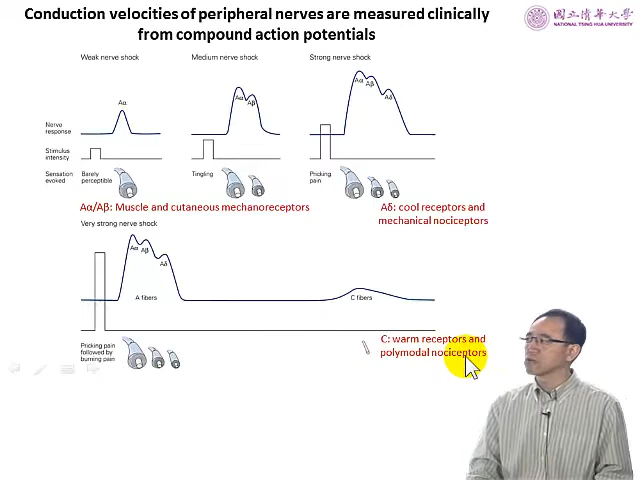 Conduction velocities of peripheral nerves are measured clinically
from compound action potentials
國立清華大學
NATIONAL TSING HUA UNIVERSITY
Weak nerve shock
Medium nerve shock
Strong nerve shock
Aα
Aα
Aβ
Aα
Aβ
Aδ
Nerve
response
Stimulus
intensity
Sensation
evoked
Barely
perceptible
Tingling
Pricking
pain
Aα/Aβ: Muscle and cutaneous mechanoreceptors
Aδ: cool receptors and
mechanical nociceptors
Very strong nerve shock
Aα
Aβ
Aδ
A fibers
C fibers
Pricking pain
followed by
burning pain
C: warm receptors and
polymodal nociceptors